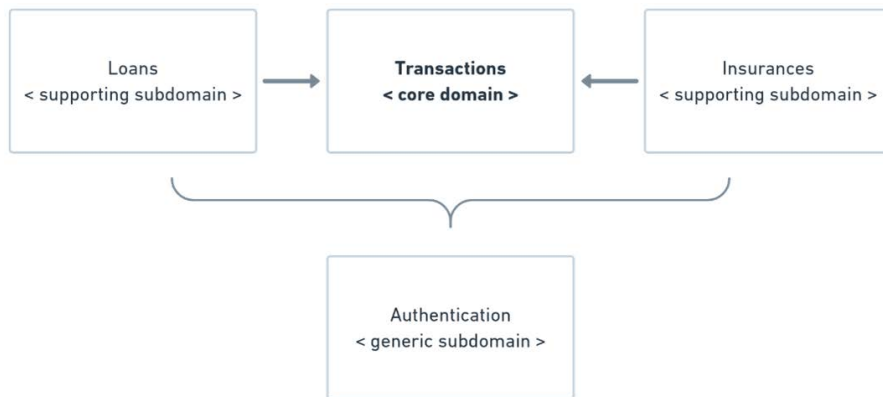 Loans
< supporting subdomain >
Transactions
< core domain >
Insurances
< supporting subdomain >
Authentication
< generic subdomain >